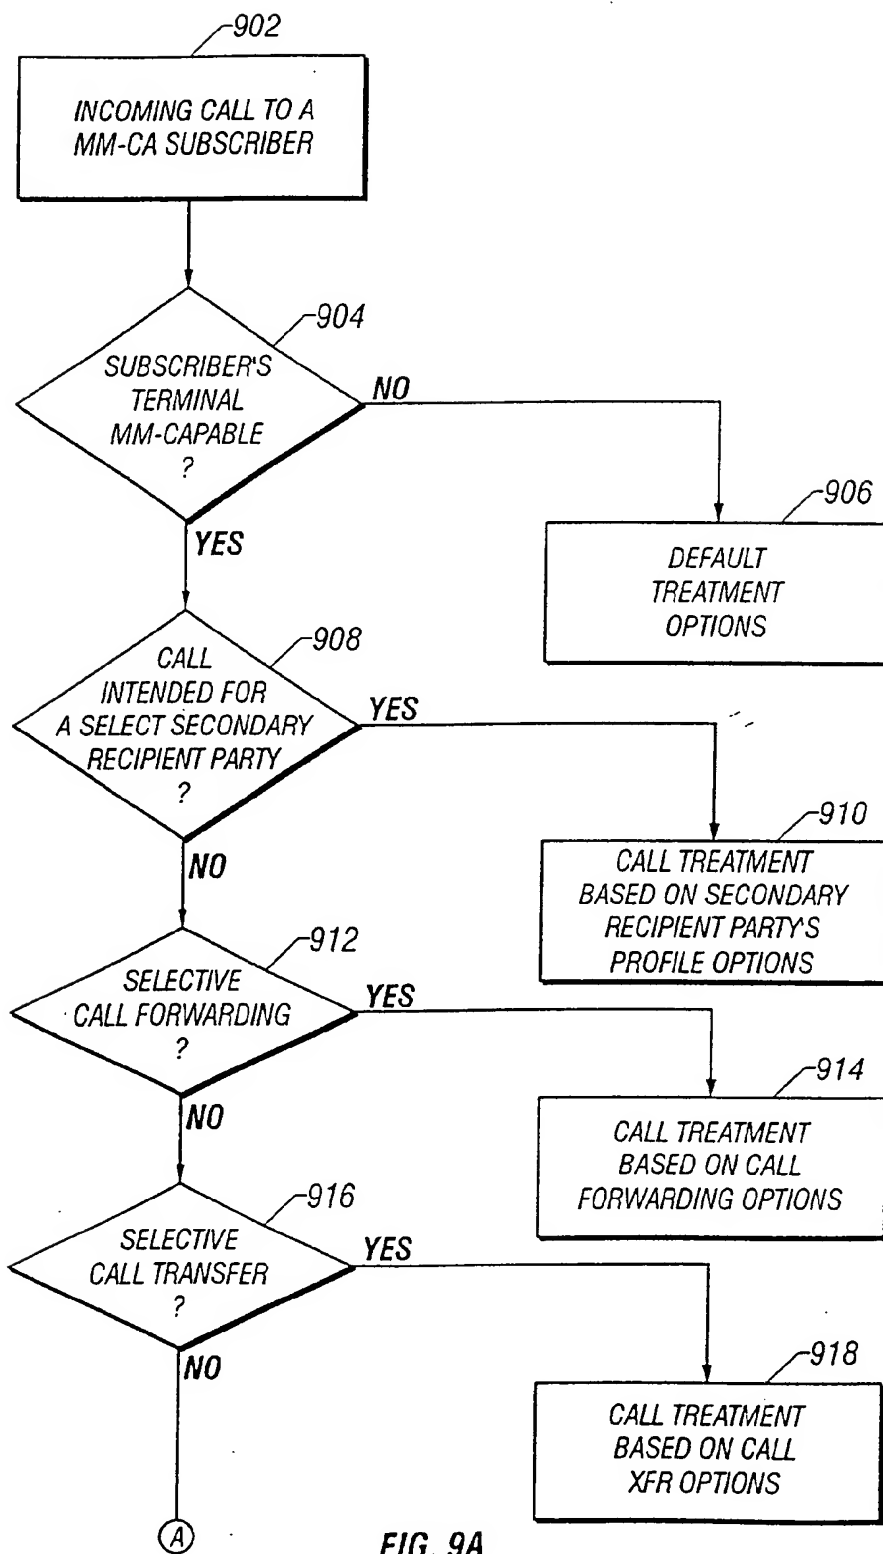 902
INCOMING CALL TO A
MM-CA SUBSCRIBER
904
SUBSCRIBER'S
TERMINAL
MM-CAPABLE
?
NO
YES
906
DEFAULT
TREATMENT
OPTIONS
908
CALL
INTENDED FOR
A SELECT SECONDARY
RECIPIENT PARTY
?
YES
NO
910
CALL TREATMENT
BASED ON SECONDARY
RECIPIENT PARTY'S
PROFILE OPTIONS
912
SELECTIVE
CALL FORWARDING
?
YES
NO
914
CALL TREATMENT
BASED ON CALL
FORWARDING OPTIONS
916
SELECTIVE
CALL TRANSFER
?
YES
NO
918
CALL TREATMENT
BASED ON CALL
XFR OPTIONS
A
FIG. 9A